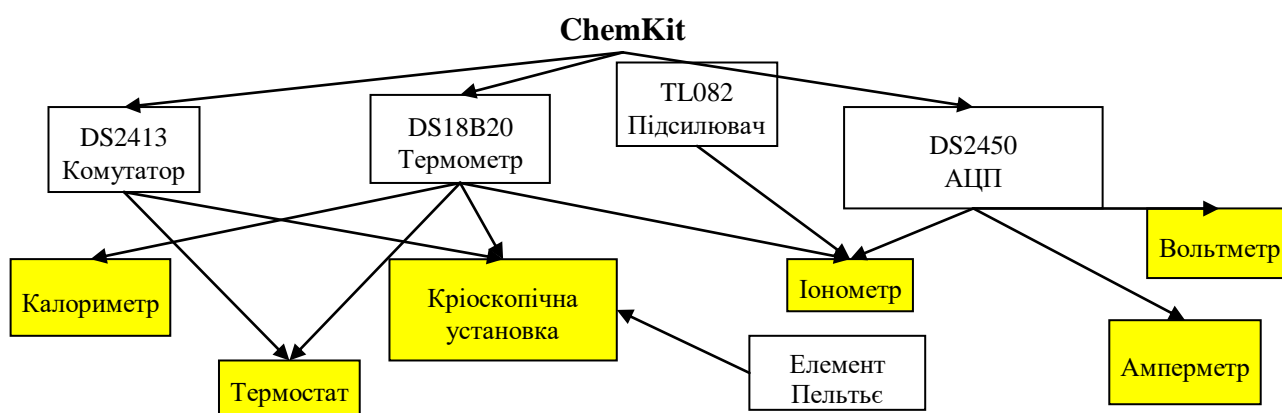 ChemKit
DS2413
Комутатор
DS18B20
Термометр
TL082
Підсилювач
DS2450
АЦП
Калориметр
Термостат
Кріоскопічна
установка
Іонометр
Вольтметр
Елемент
Пельтьє
Амперметр